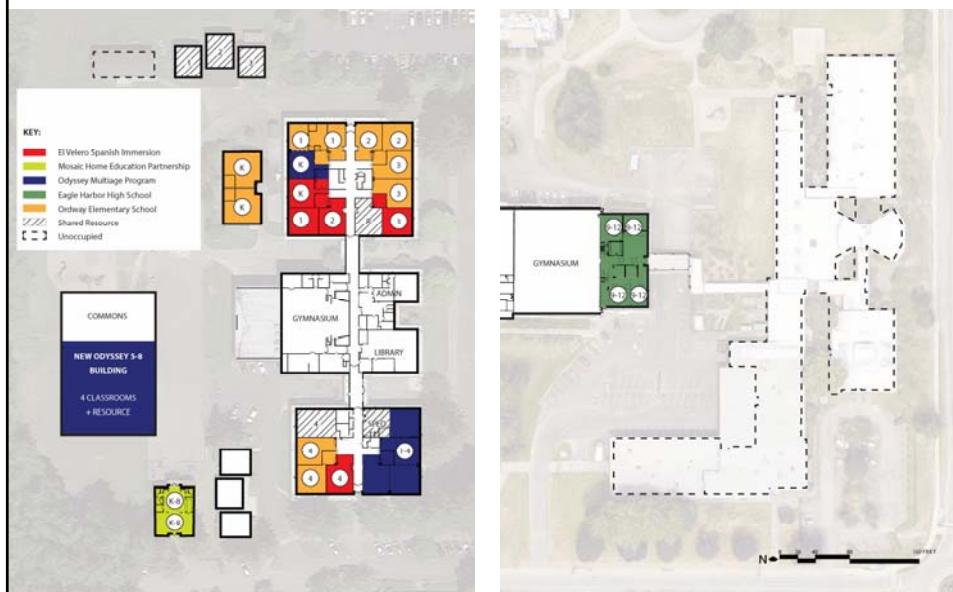 KEY:
El Velero Spanish Immersion
Mosaic Home Education Partnership
Odyssey Multiage Program
Eagle Harbor High School
Ordway Elementary School
Shared Resource
Unoccupied
K
K
1
1
2
2
K
3
K
3
1
2
COMMONS
NEW ODYSSEY 5-8
BUILDING
4 CLASSROOMS
+ RESOURCE
GYMNASIUM
ADMIN
LIBRARY
4
SPED
4
1-4
4
4
K-8
K-8
GYMNASIUM
9-12
9-12
9-12
9-12
N